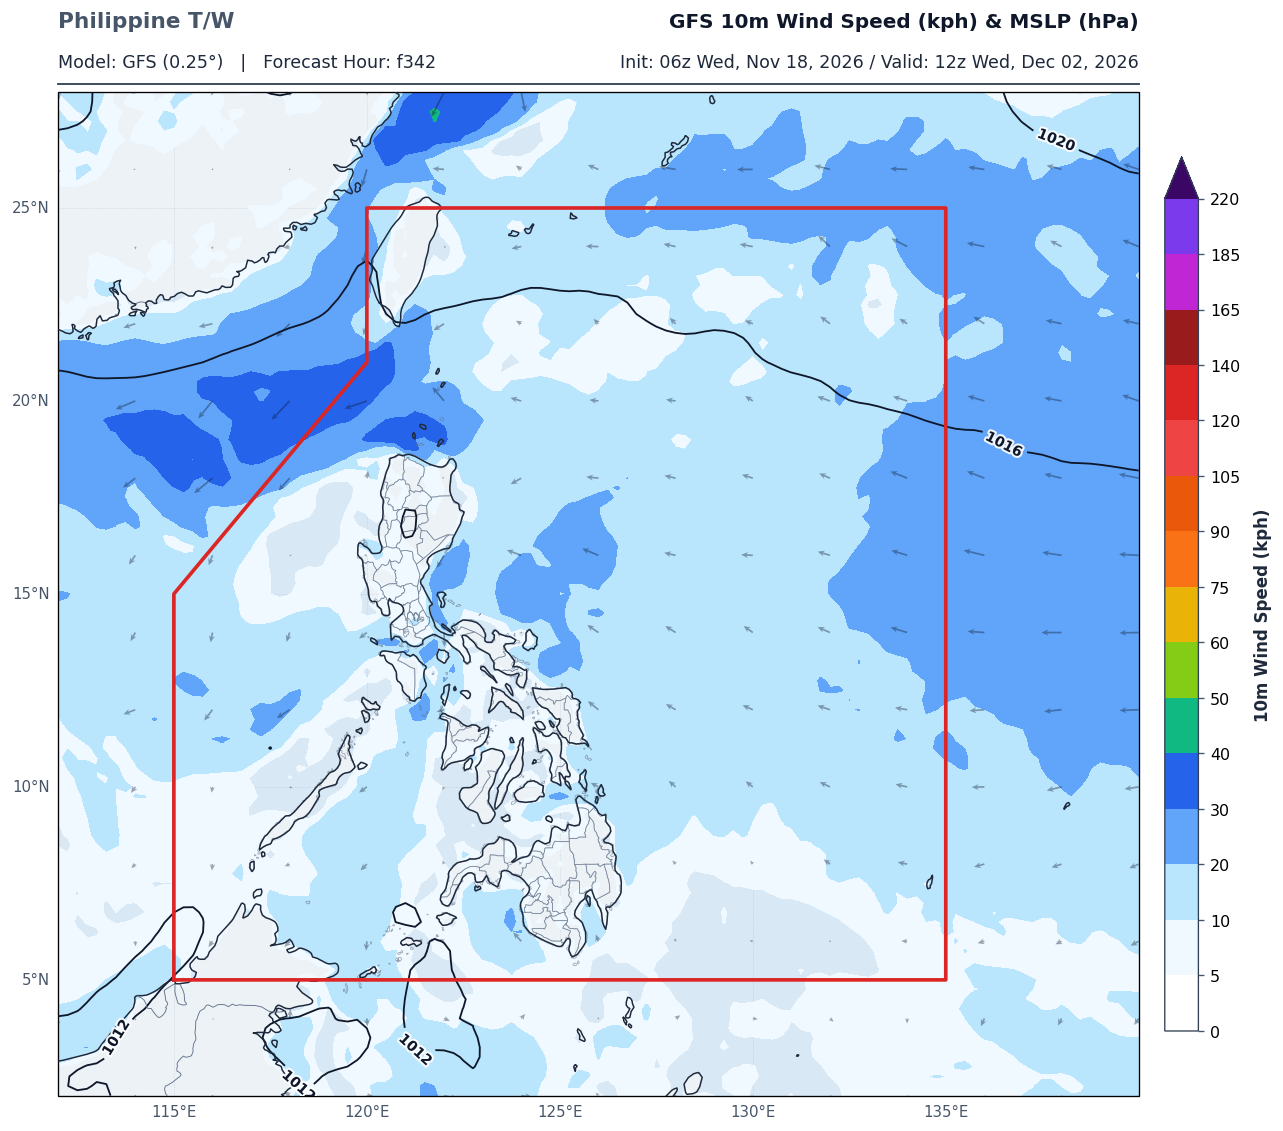 Philippine T/W
GFS 10m Wind Speed (kph) & MSLP (hPa)
Model: GFS (0.25°) | Forecast Hour: f342
Init: 06z Wed, Nov 18, 2026 / Valid: 12z Wed, Dec 02, 2026
1020
1016
1012
1012
1012
25°N
20°N
15°N
10°N
5°N
115°E
120°E
125°E
130°E
135°E
220
185
165
140
120
105
90
75
60
50
40
30
20
10
5
0
10m Wind Speed (kph)